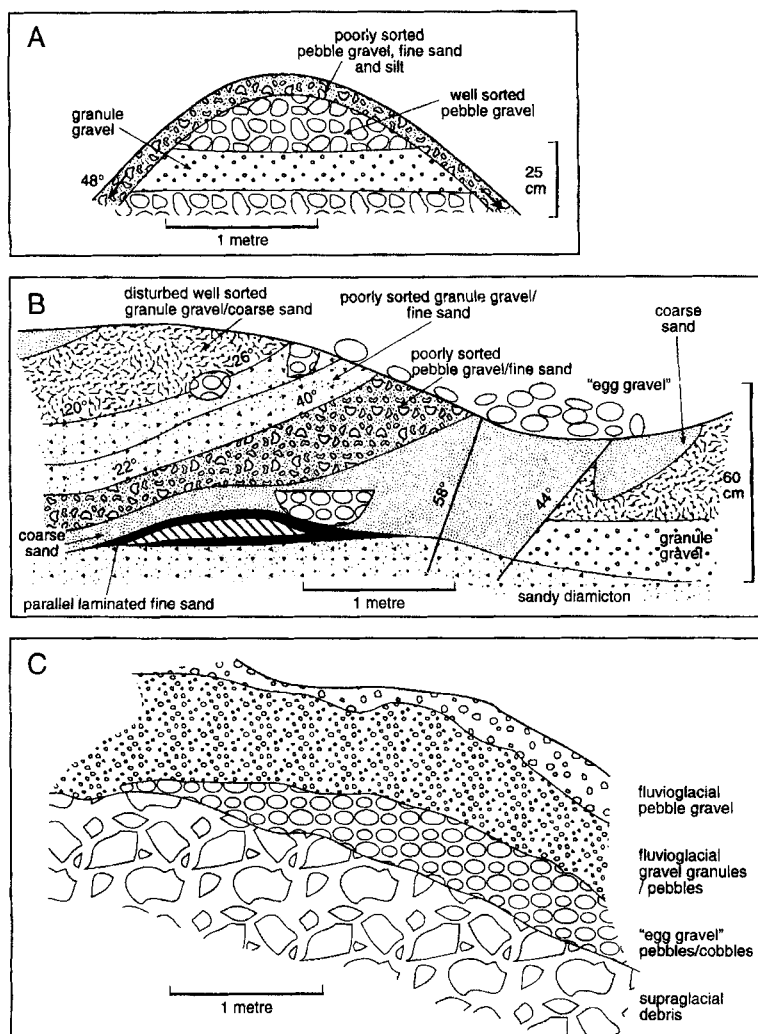 A
poorly sorted
pebble gravel, fine sand
and silt
well sorted
pebble gravel
granule
gravel
48°
25
cm
1 metre
B
disturbed well sorted
granule gravel/coarse sand
poorly sorted granule gravel/
fine sand
poorly sorted
pebble gravel/fine sand
coarse
sand
"egg gravel"
26°
20°
40°
22°
58°
44°
60
cm
coarse
sand
granule
gravel
1 metre
parallel laminated fine sand
sandy diamicton
C
fluvioglacial
pebble gravel
fluvioglacial
gravel granules
/ pebbles
"egg gravel"
pebbles/cobbles
supraglacial
debris
1 metre